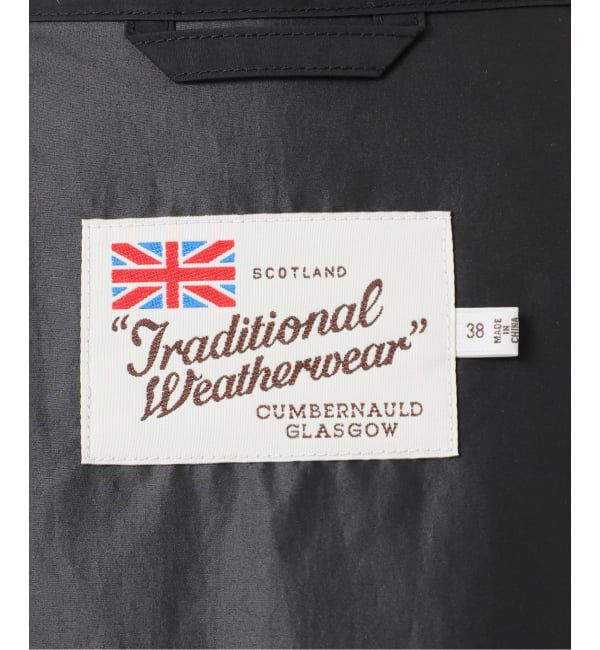 SCOTLAND
"Traditional
Weatherwear"
CUMBERNAULD
GLASGOW
38
MADE
IN
CHINA